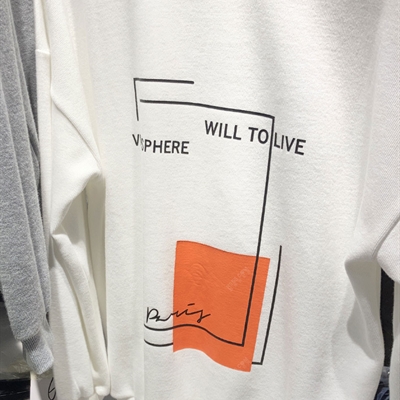 WILL TO LIVE
V SPHERE
Paris